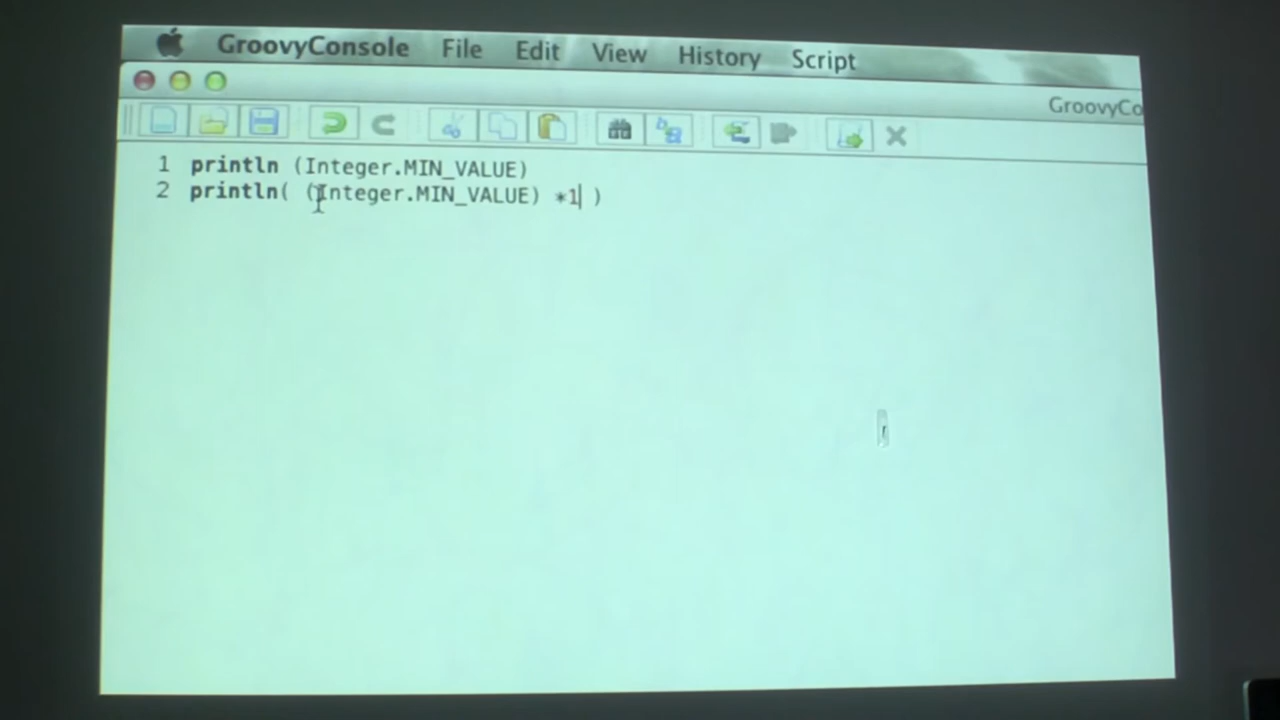 GroovyConsole File Edit View History Script
GroovyCo
1 println (Integer.MIN_VALUE)
2 println( (Integer.MIN_VALUE) *1 )